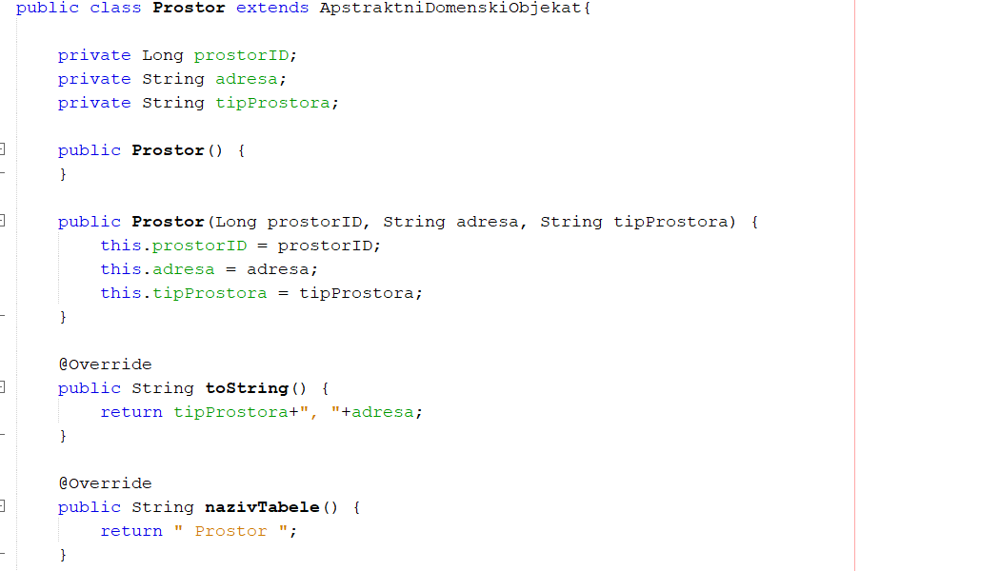 public class Prostor extends ApstraktniDomenskiObjekat{
private Long prostorID;
private String adresa;
private String tipProstora;
public Prostor() {
}
public Prostor(Long prostorID, String adresa, String tipProstora) {
this.prostorID = prostorID;
this.adresa = adresa;
this.tipProstora = tipProstora;
}
@Override
public String toString() {
return tipProstora+", "+adresa;
}
@Override
public String nazivTabele() {
return " Prostor ";
}